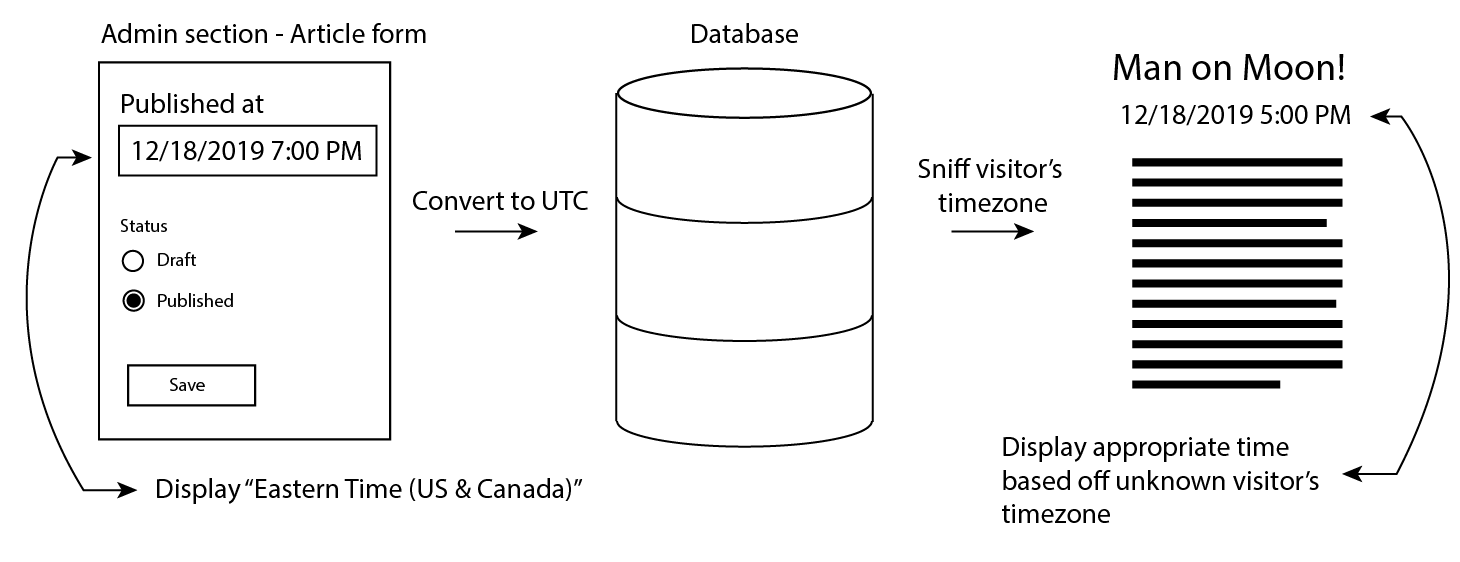 Admin section - Article form
Published at
12/18/2019 7:00 PM
Status
Draft
Published
Save
Display “Eastern Time (US & Canada)”
Convert to UTC
Database
Sniff visitor’s
timezone
Man on Moon!
12/18/2019 5:00 PM
Display appropriate time
based off unknown visitor’s
timezone